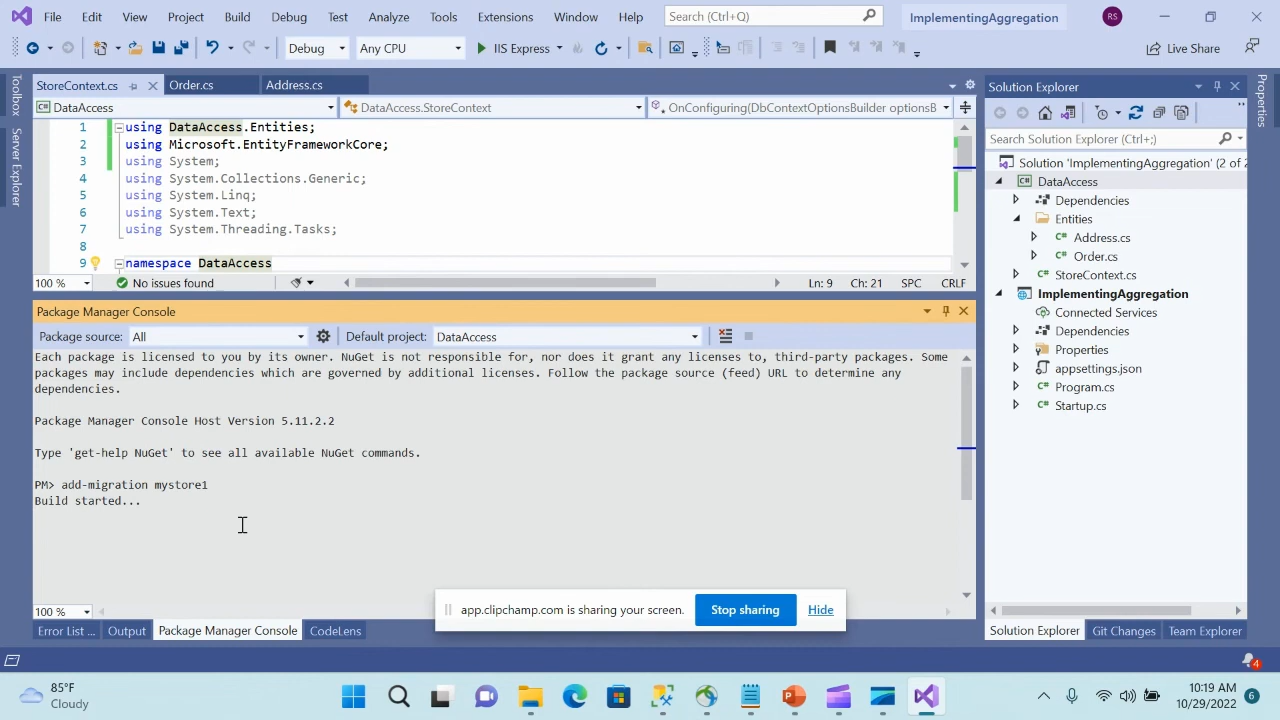 File Edit View Project Build Debug Test Analyze Tools Extensions Window Help Search (Ctrl+Q) ImplementingAggregation RS
Debug Any CPU IIS Express Live Share
Toolbox
Server Explorer
StoreContext.cs Order.cs Address.cs
DataAccess DataAccess.StoreContext OnConfiguring(DbContextOptionsBuilder optionsB
1 using DataAccess.Entities;
2 using Microsoft.EntityFrameworkCore;
3 using System;
4 using System.Collections.Generic;
5 using System.Linq;
6 using System.Text;
7 using System.Threading.Tasks;
8
9 namespace DataAccess
100 % No issues found Ln: 9 Ch: 21 SPC CRLF
Package Manager Console
Package source: All Default project: DataAccess
Each package is licensed to you by its owner. NuGet is not responsible for, nor does it grant any licenses to, third-party packages. Some
packages may include dependencies which are governed by additional licenses. Follow the package source (feed) URL to determine any
dependencies.
Package Manager Console Host Version 5.11.2.2
Type 'get-help NuGet' to see all available NuGet commands.
PM> add-migration mystore1
Build started...
100 %
app.clipchamp.com is sharing your screen. Stop sharing Hide
Error List ... Output Package Manager Console CodeLens
Solution Explorer
Search Solution Explorer (Ctrl+;)
Solution 'ImplementingAggregation' (2 of 2
DataAccess
Dependencies
Entities
C# Address.cs
C# Order.cs
C# StoreContext.cs
ImplementingAggregation
Connected Services
Dependencies
Properties
appsettings.json
C# Program.cs
C# Startup.cs
Solution Explorer Git Changes Team Explorer
Properties
4
85°F
Cloudy
10:19 AM
10/29/2022
6